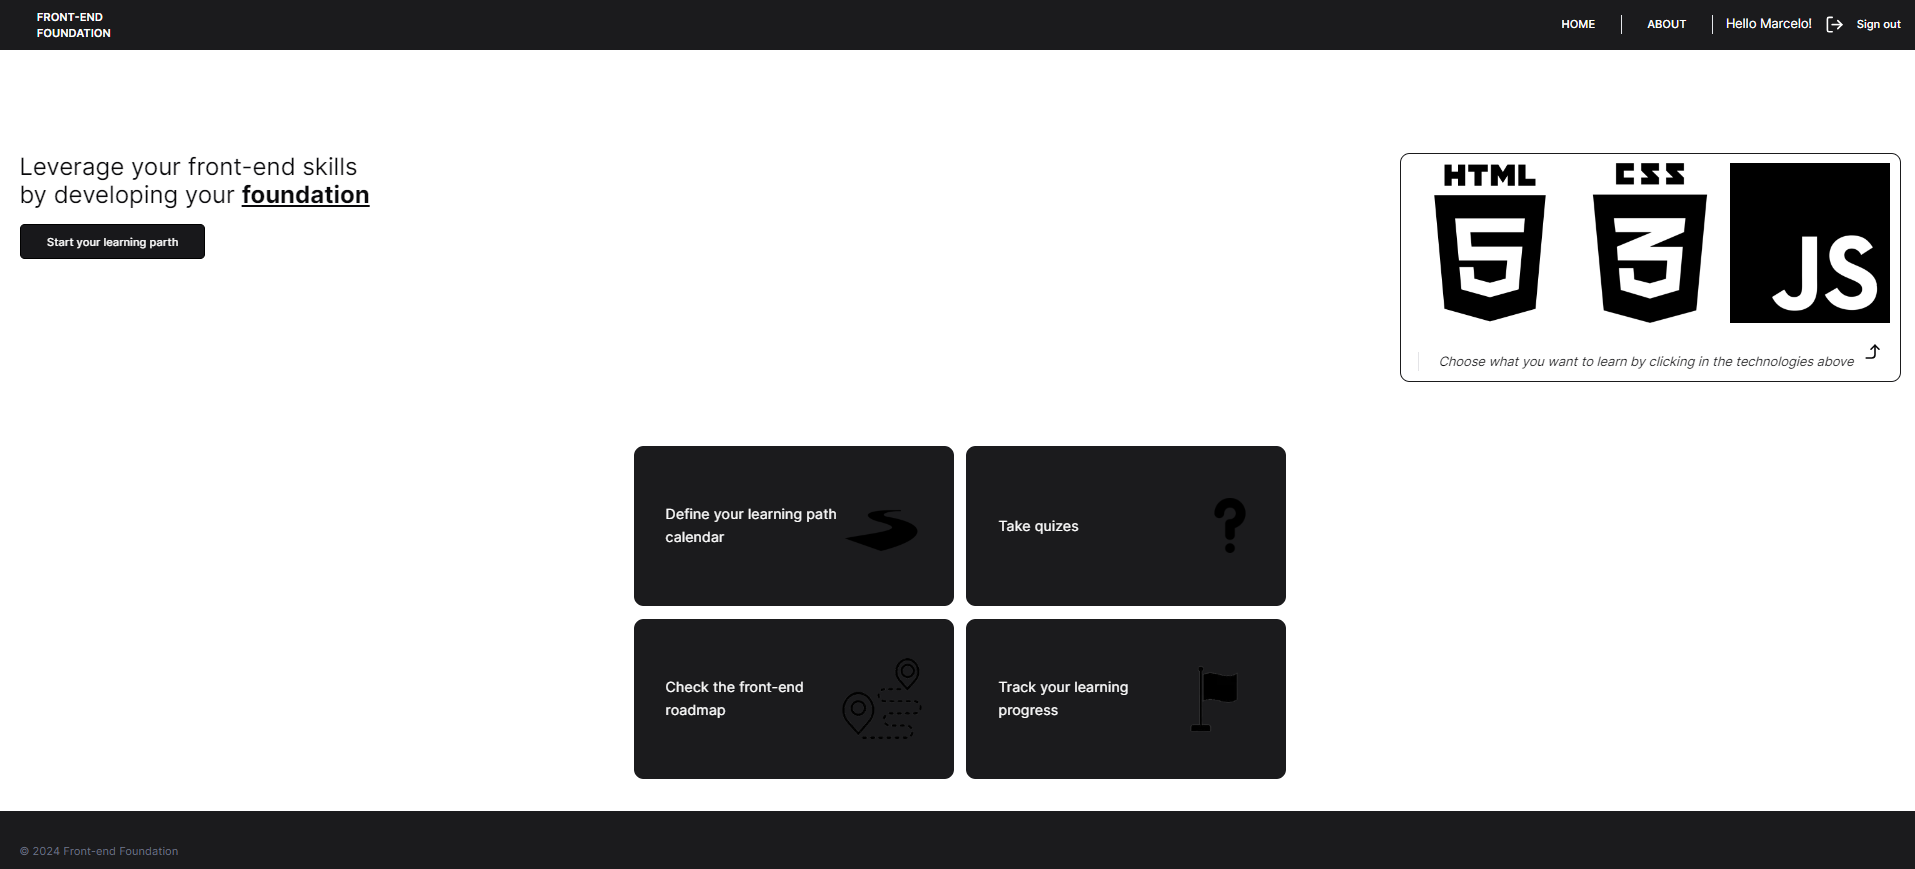 FRONT-END
FOUNDATION
HOME
ABOUT
Hello Marcelo!
Sign out
Leverage your front-end skills
by developing your foundation
Start your learning parth
HTML
5
CSS
3
JS
Choose what you want to learn by clicking in the technologies above
Define your learning path
calendar
Take quizes
?
Check the front-end
roadmap
Track your learning
progress
© 2024 Front-end Foundation